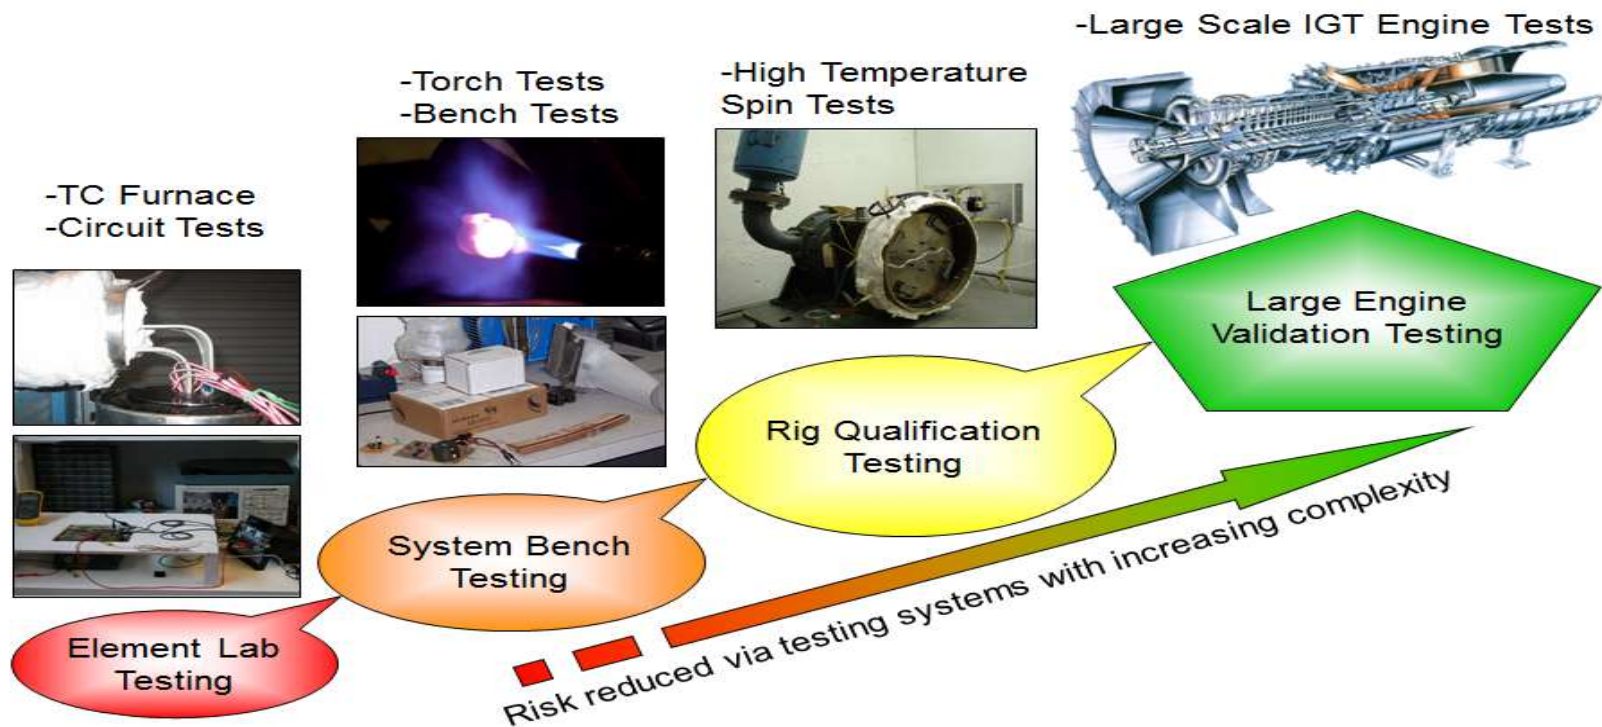 -Large Scale IGT Engine Tests
-Torch Tests
-Bench Tests
-High Temperature
Spin Tests
-TC Furnace
-Circuit Tests
Large Engine
Validation Testing
Rig Qualification
Testing
System Bench
Testing
Element Lab
Testing
Risk reduced via testing systems with increasing complexity